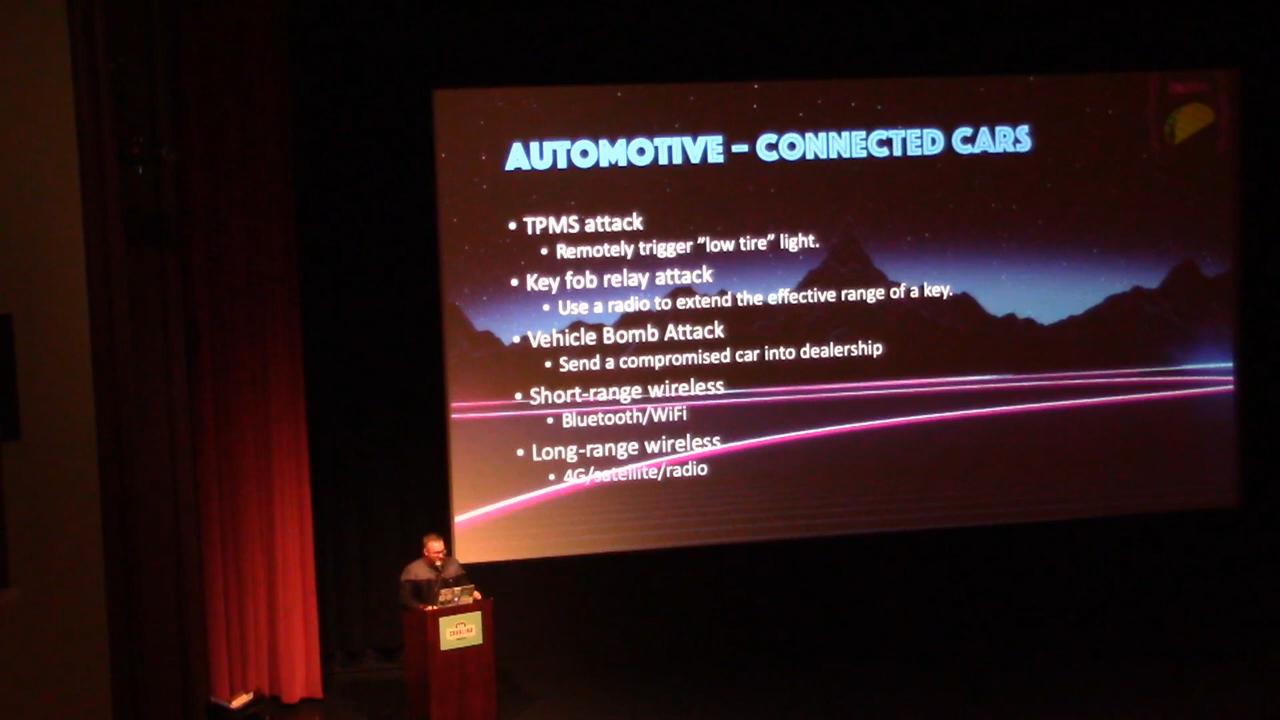 AUTOMOTIVE – CONNECTED CARS
• TPMS attack
• Remotely trigger ”low tire” light.
• Key fob relay attack
• Use a radio to extend the effective range of a key.
• Vehicle Bomb Attack
• Send a compromised car into dealership
• Short-range wireless
• Bluetooth/WiFi
• Long-range wireless
• 4G/satellite/radio
CAROLINA